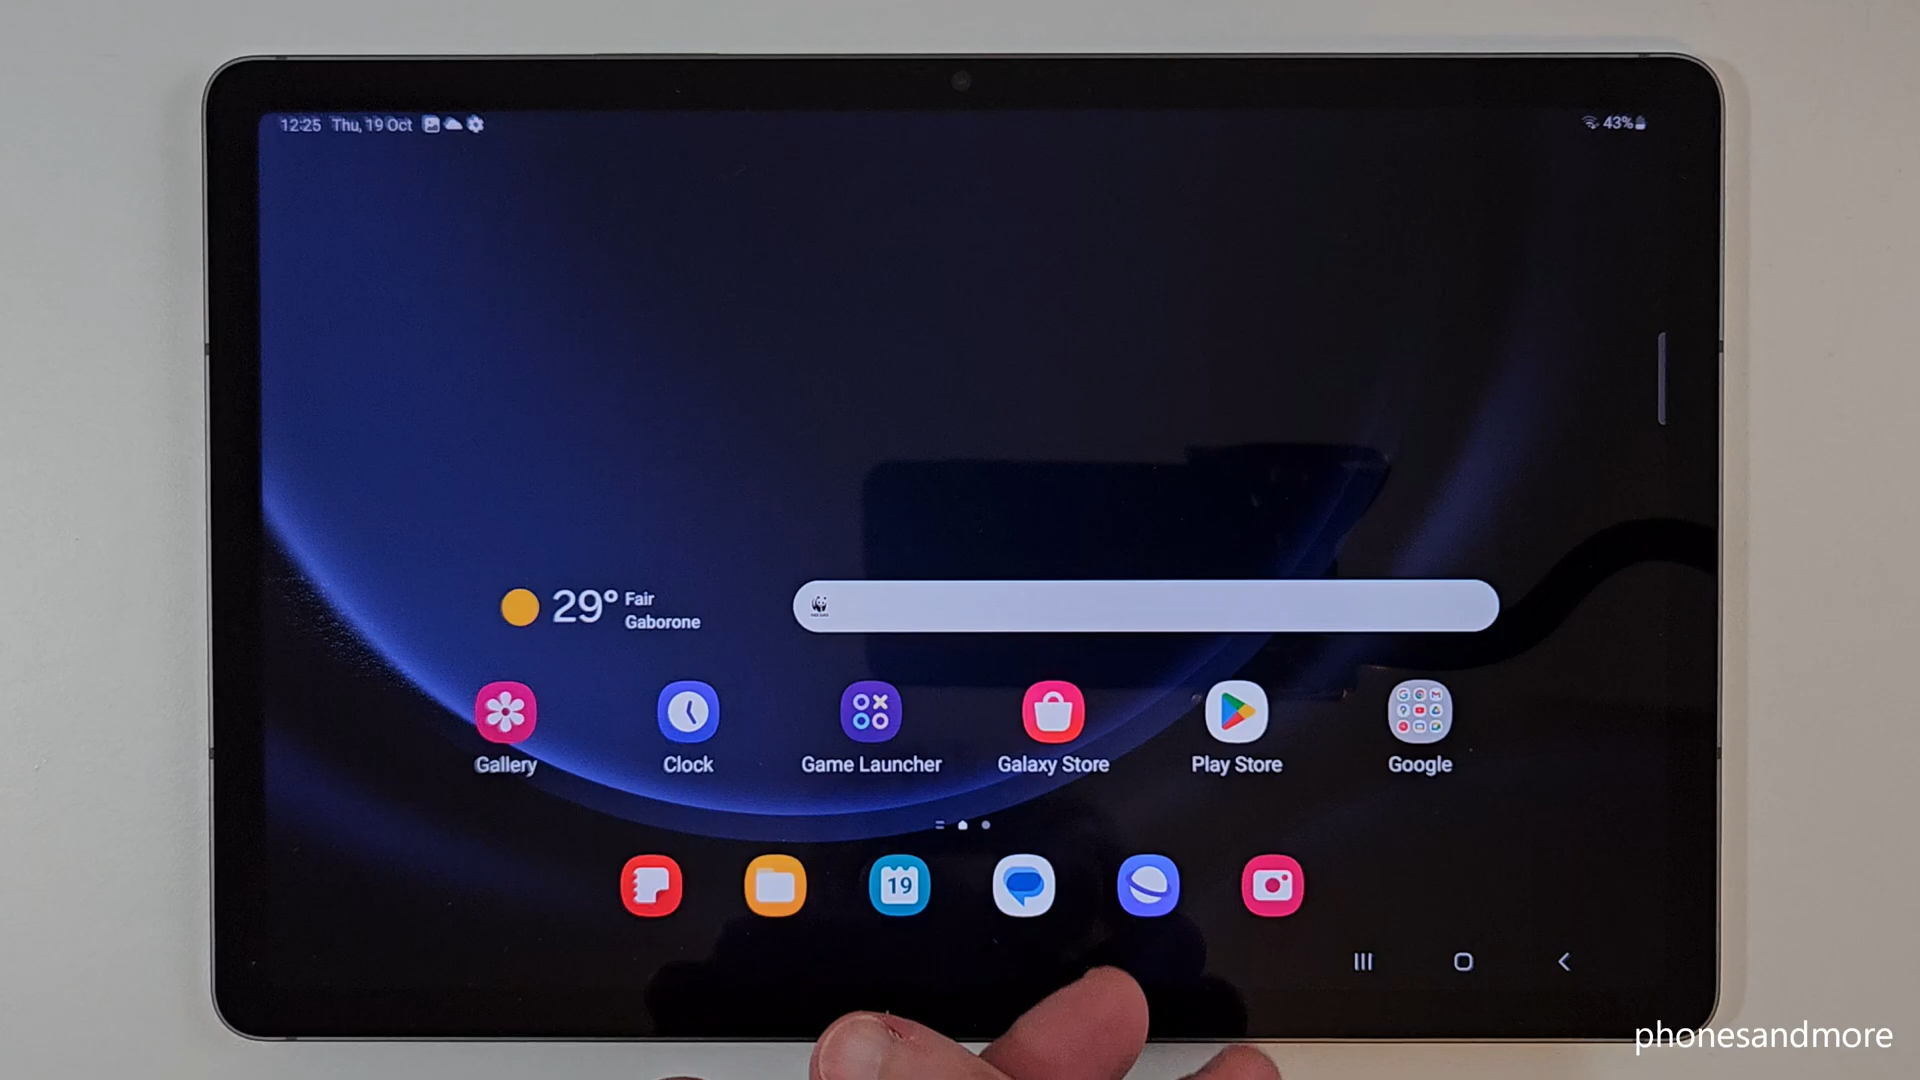 12:25 Thu, 19 Oct
43%
29° Fair
Gaborone
Gallery
Clock
Game Launcher
Galaxy Store
Play Store
Google
19
phonesandmore